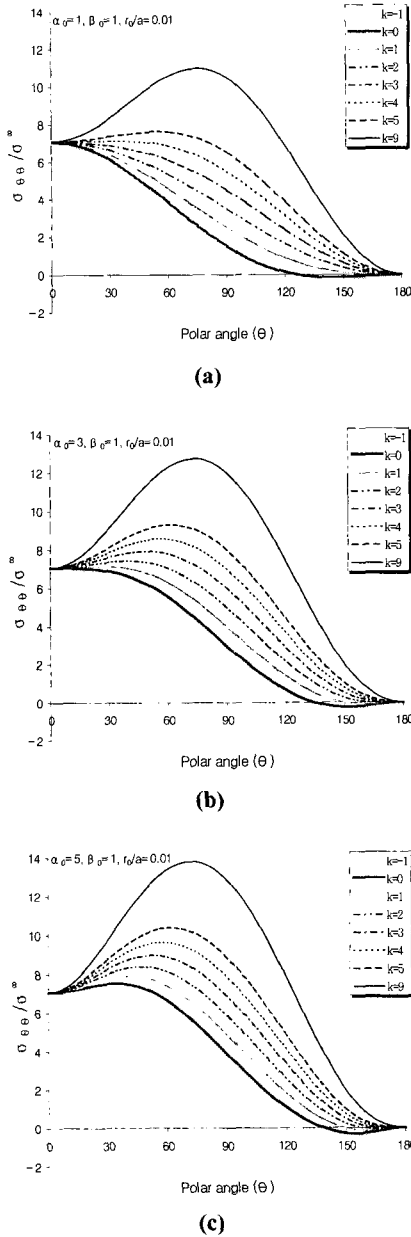 α₀=1, β₀=1, r₀/a=0.01
14
12
10
8
6
4
2
0
−2
σ θθ /σ ∞
0 30 60 90 120 150 180
Polar angle (θ)
k=-1
k=0
k=1
k=2
k=3
k=4
k=5
k=9
(a)
α₀=3, β₀=1, r₀/a=0.01
14
12
10
8
6
4
2
0
−2
σ θθ /σ ∞
0 30 60 90 120 150 180
Polar angle (θ)
k=-1
k=0
k=1
k=2
k=3
k=4
k=5
k=9
(b)
α₀=5, β₀=1, r₀/a=0.01
14
12
10
8
6
4
2
0
−2
σ θθ /σ ∞
0 30 60 90 120 150 180
Polar angle (θ)
k=-1
k=0
k=1
k=2
k=3
k=4
k=5
k=9
(c)